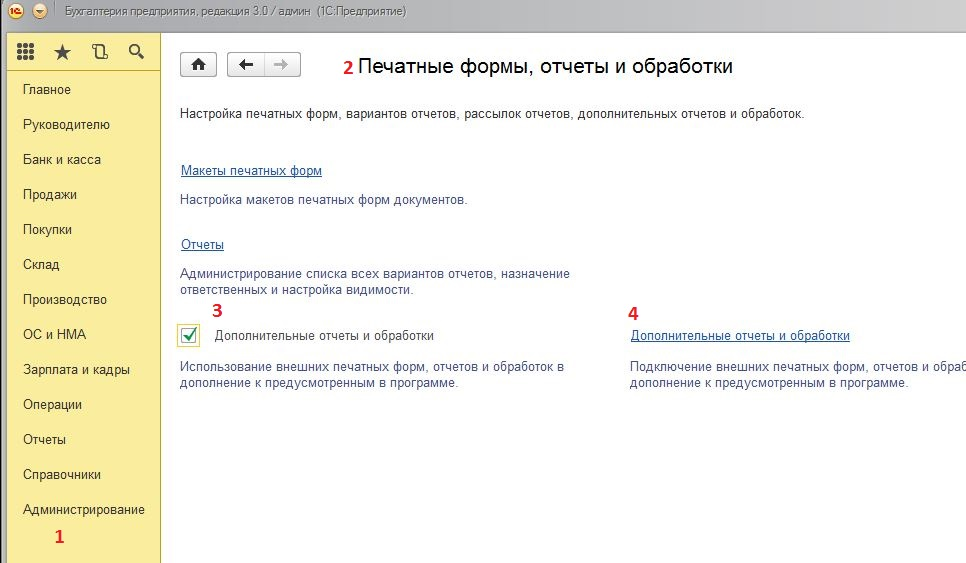 1С Бухгалтерия предприятия, редакция 3.0 / админ (1С:Предприятие)
Главное
Руководителю
Банк и касса
Продажи
Покупки
Склад
Производство
ОС и НМА
Зарплата и кадры
Операции
Отчеты
Справочники
Администрирование
1
2 Печатные формы, отчеты и обработки
Настройка печатных форм, вариантов отчетов, рассылок отчетов, дополнительных отчетов и обработок.
Макеты печатных форм
Настройка макетов печатных форм документов.
Отчеты
Администрирование списка всех вариантов отчетов, назначение
ответственных и настройка видимости.
3
Дополнительные отчеты и обработки
Использование внешних печатных форм, отчетов и обработок в
дополнение к предусмотренным в программе.
4
Дополнительные отчеты и обработки
Подключение внешних печатных форм, отчетов и обраб
дополнение к предусмотренным в программе.